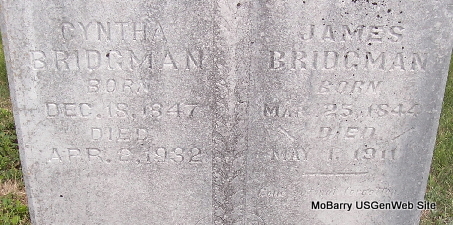 CYNTHA
BRIDGMAN
BORN
DEC. 18, 1847
DIED
APR. 8, 1932
JAMES
BRIDGMAN
BORN
MAR. 25, 1844
DIED
MAY 1, 1911
MoBarry USGenWeb Site